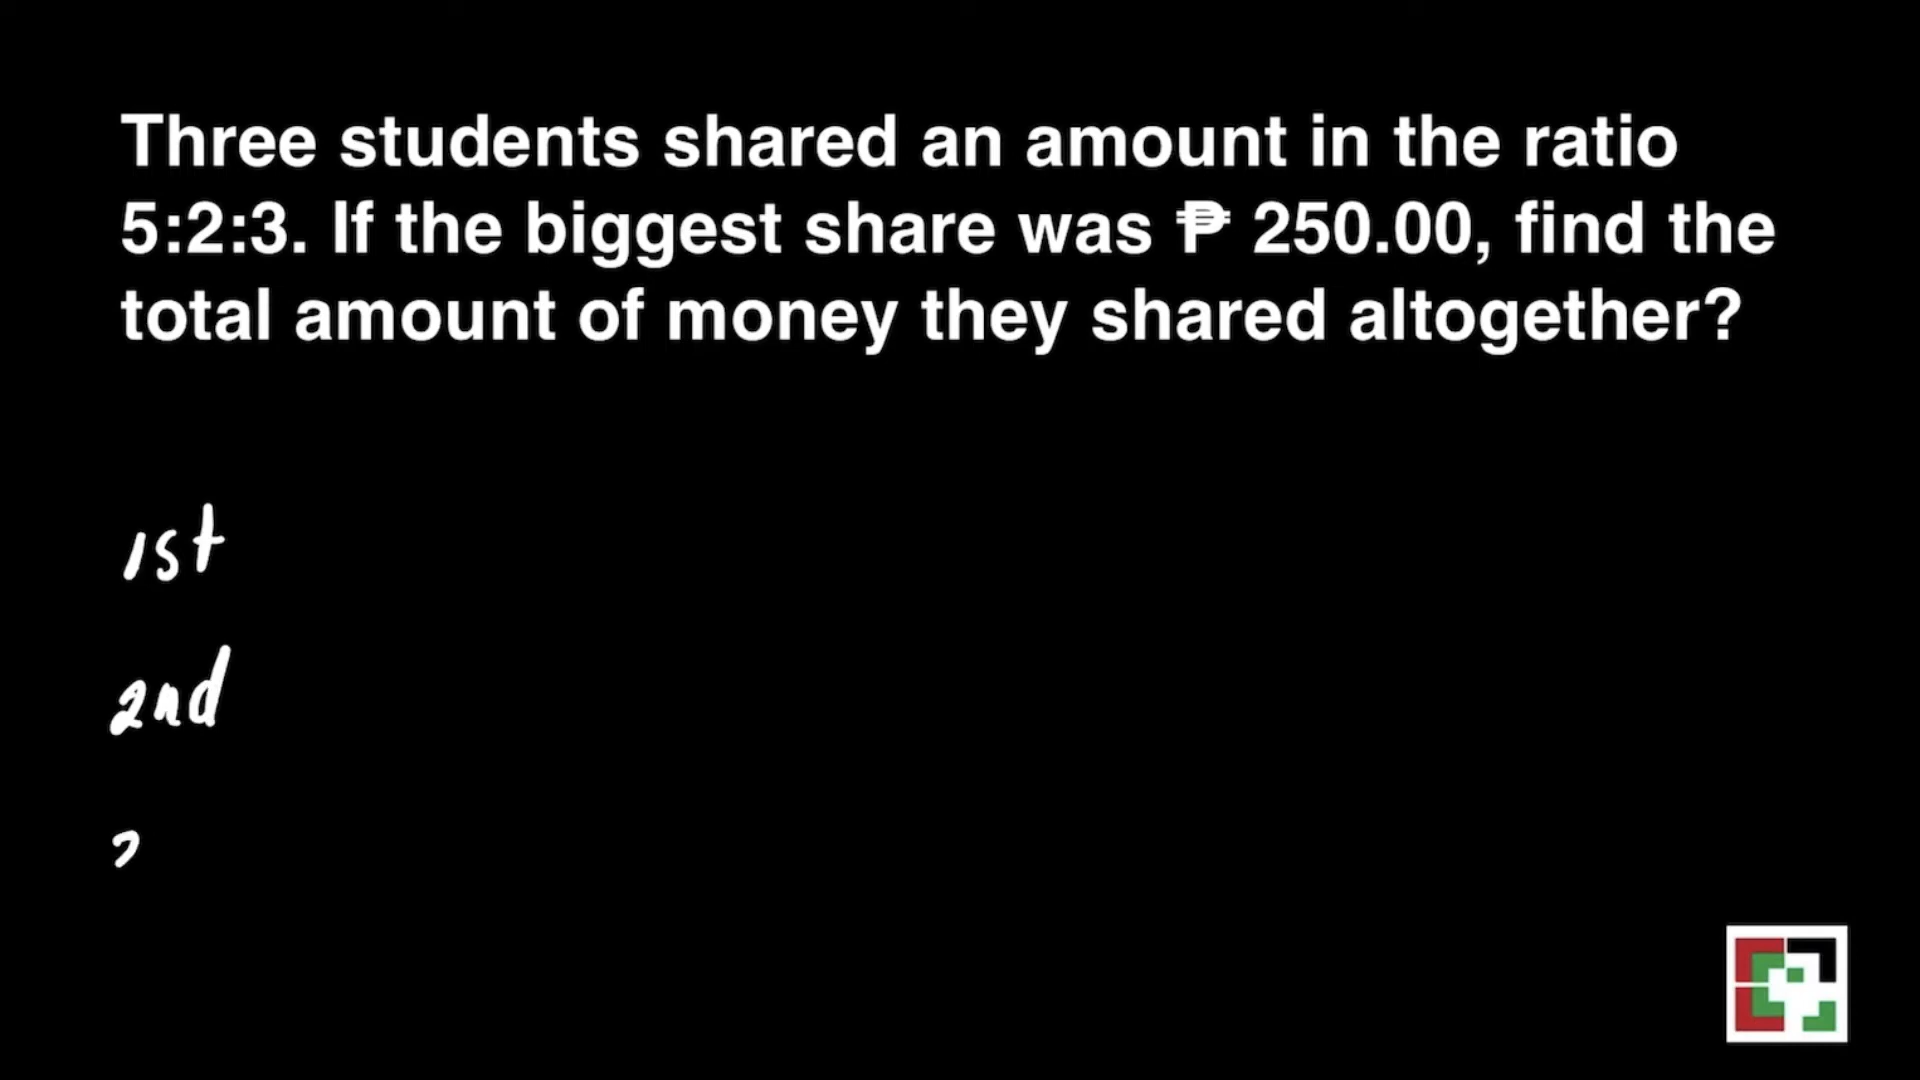 Three students shared an amount in the ratio
5:2:3. If the biggest share was ₱ 250.00, find the
total amount of money they shared altogether?
1st
2nd